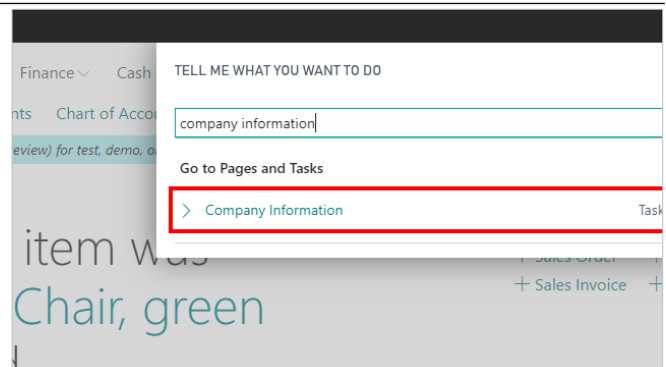 Finance Cash
TELL ME WHAT YOU WANT TO DO
nts Chart of Accou
company information
eview) for test, demo, o
Go to Pages and Tasks
Company Information Task
item was
+ Sales Order +
Chair, green
+ Sales Invoice +